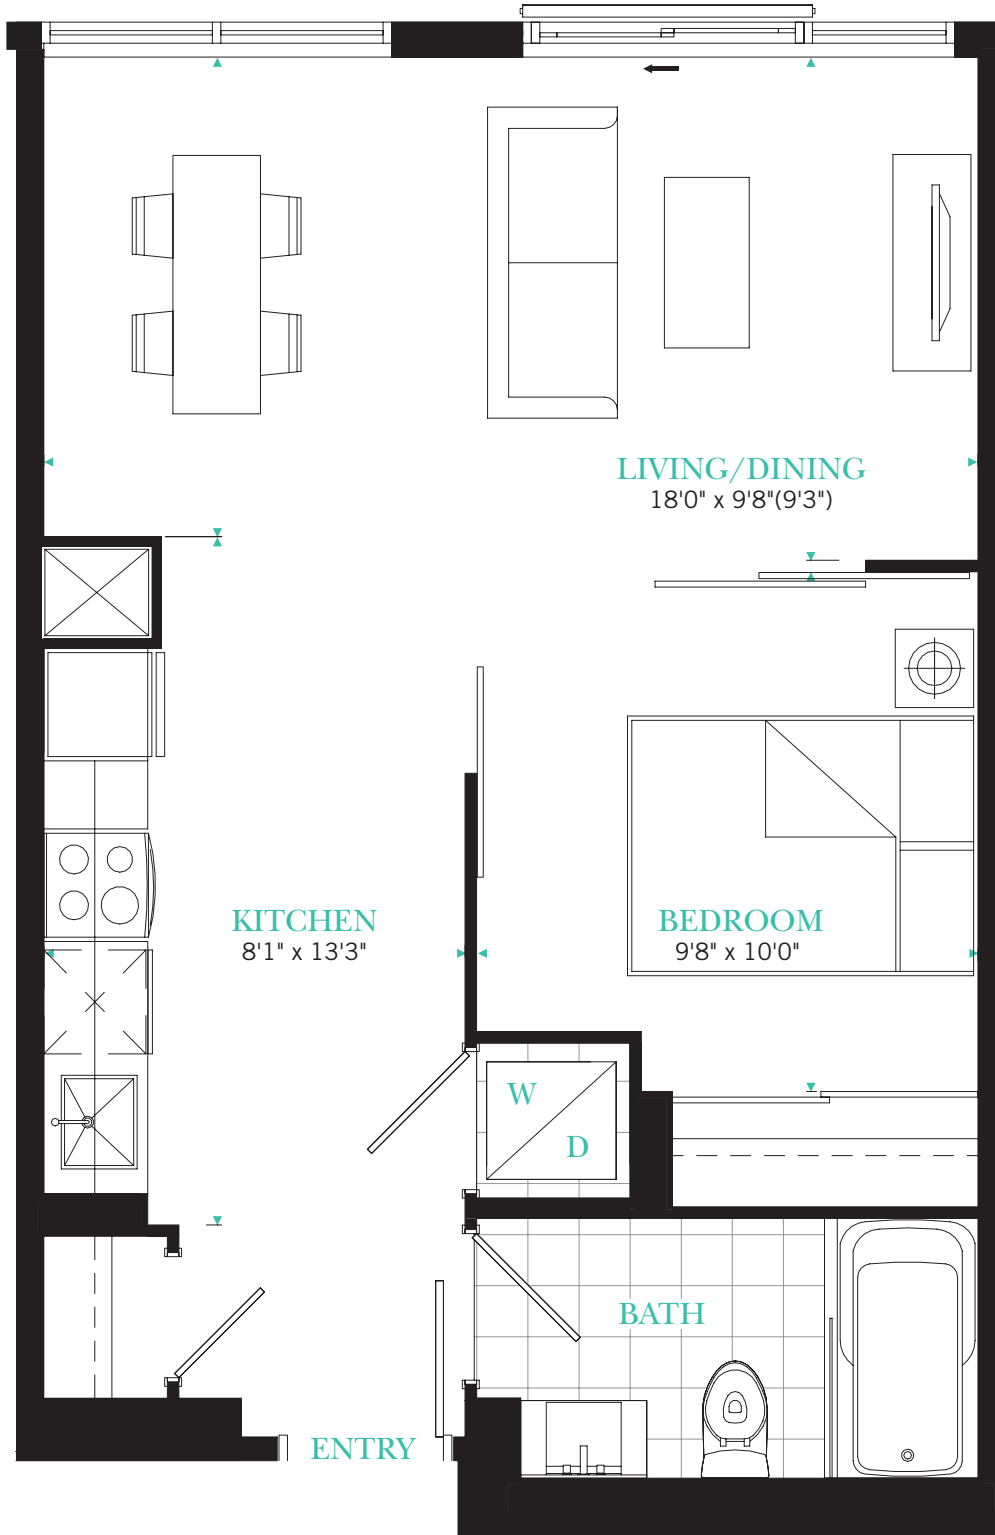 LIVING/DINING
18'0" x 9'8"(9'3")
KITCHEN
8'1" x 13'3"
BEDROOM
9'8" x 10'0"
W
D
BATH
ENTRY